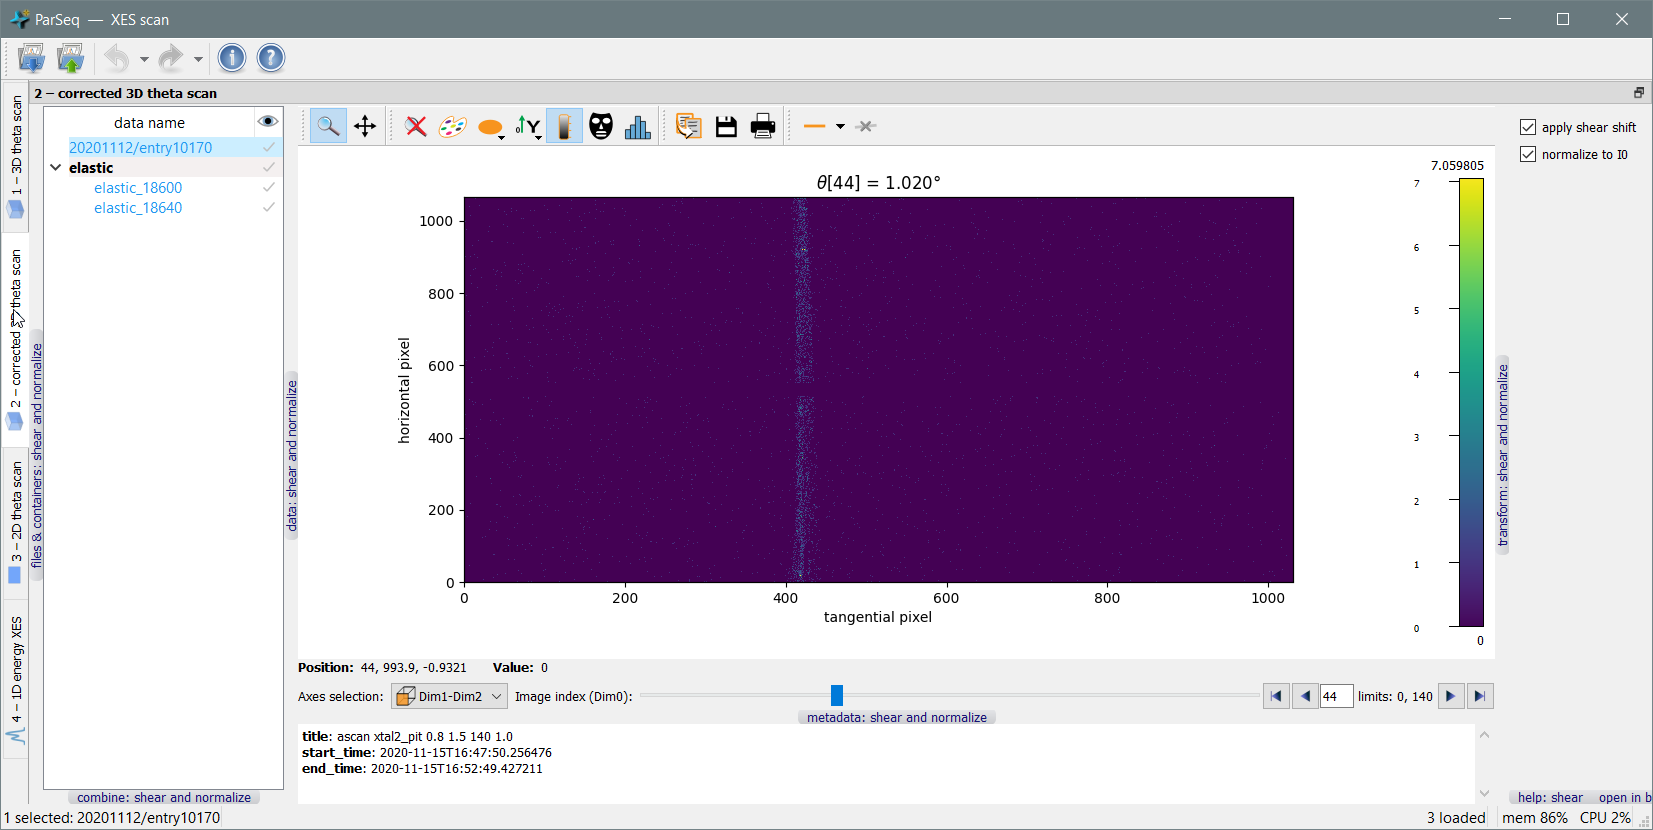 ParSeq — XES scan
2 − corrected 3D theta scan
1 − 3D theta scan
2 − corrected 3D theta scan
3 − 2D theta scan
4 − 1D energy XES
files & containers: shear and normalize
data name
20201112/entry10170
elastic
elastic_18600
elastic_18640
combine: shear and normalize
data: shear and normalize
θ[44] = 1.020°
horizontal pixel
1000
800
600
400
200
0
0 200 400 600 800 1000
tangential pixel
7.059805
7
6
5
4
3
2
1
0
0
Position: 44, 993.9, -0.9321 Value: 0
Axes selection: Dim1-Dim2 Image index (Dim0): 44 limits: 0, 140
metadata: shear and normalize
title: ascan xtal2_pit 0.8 1.5 140 1.0
start_time: 2020-11-15T16:47:50.256476
end_time: 2020-11-15T16:52:49.427211
transform: shear and normalize
apply shear shift
normalize to I0
help: shear open in b
1 selected: 20201112/entry10170
3 loaded mem 86% CPU 2%